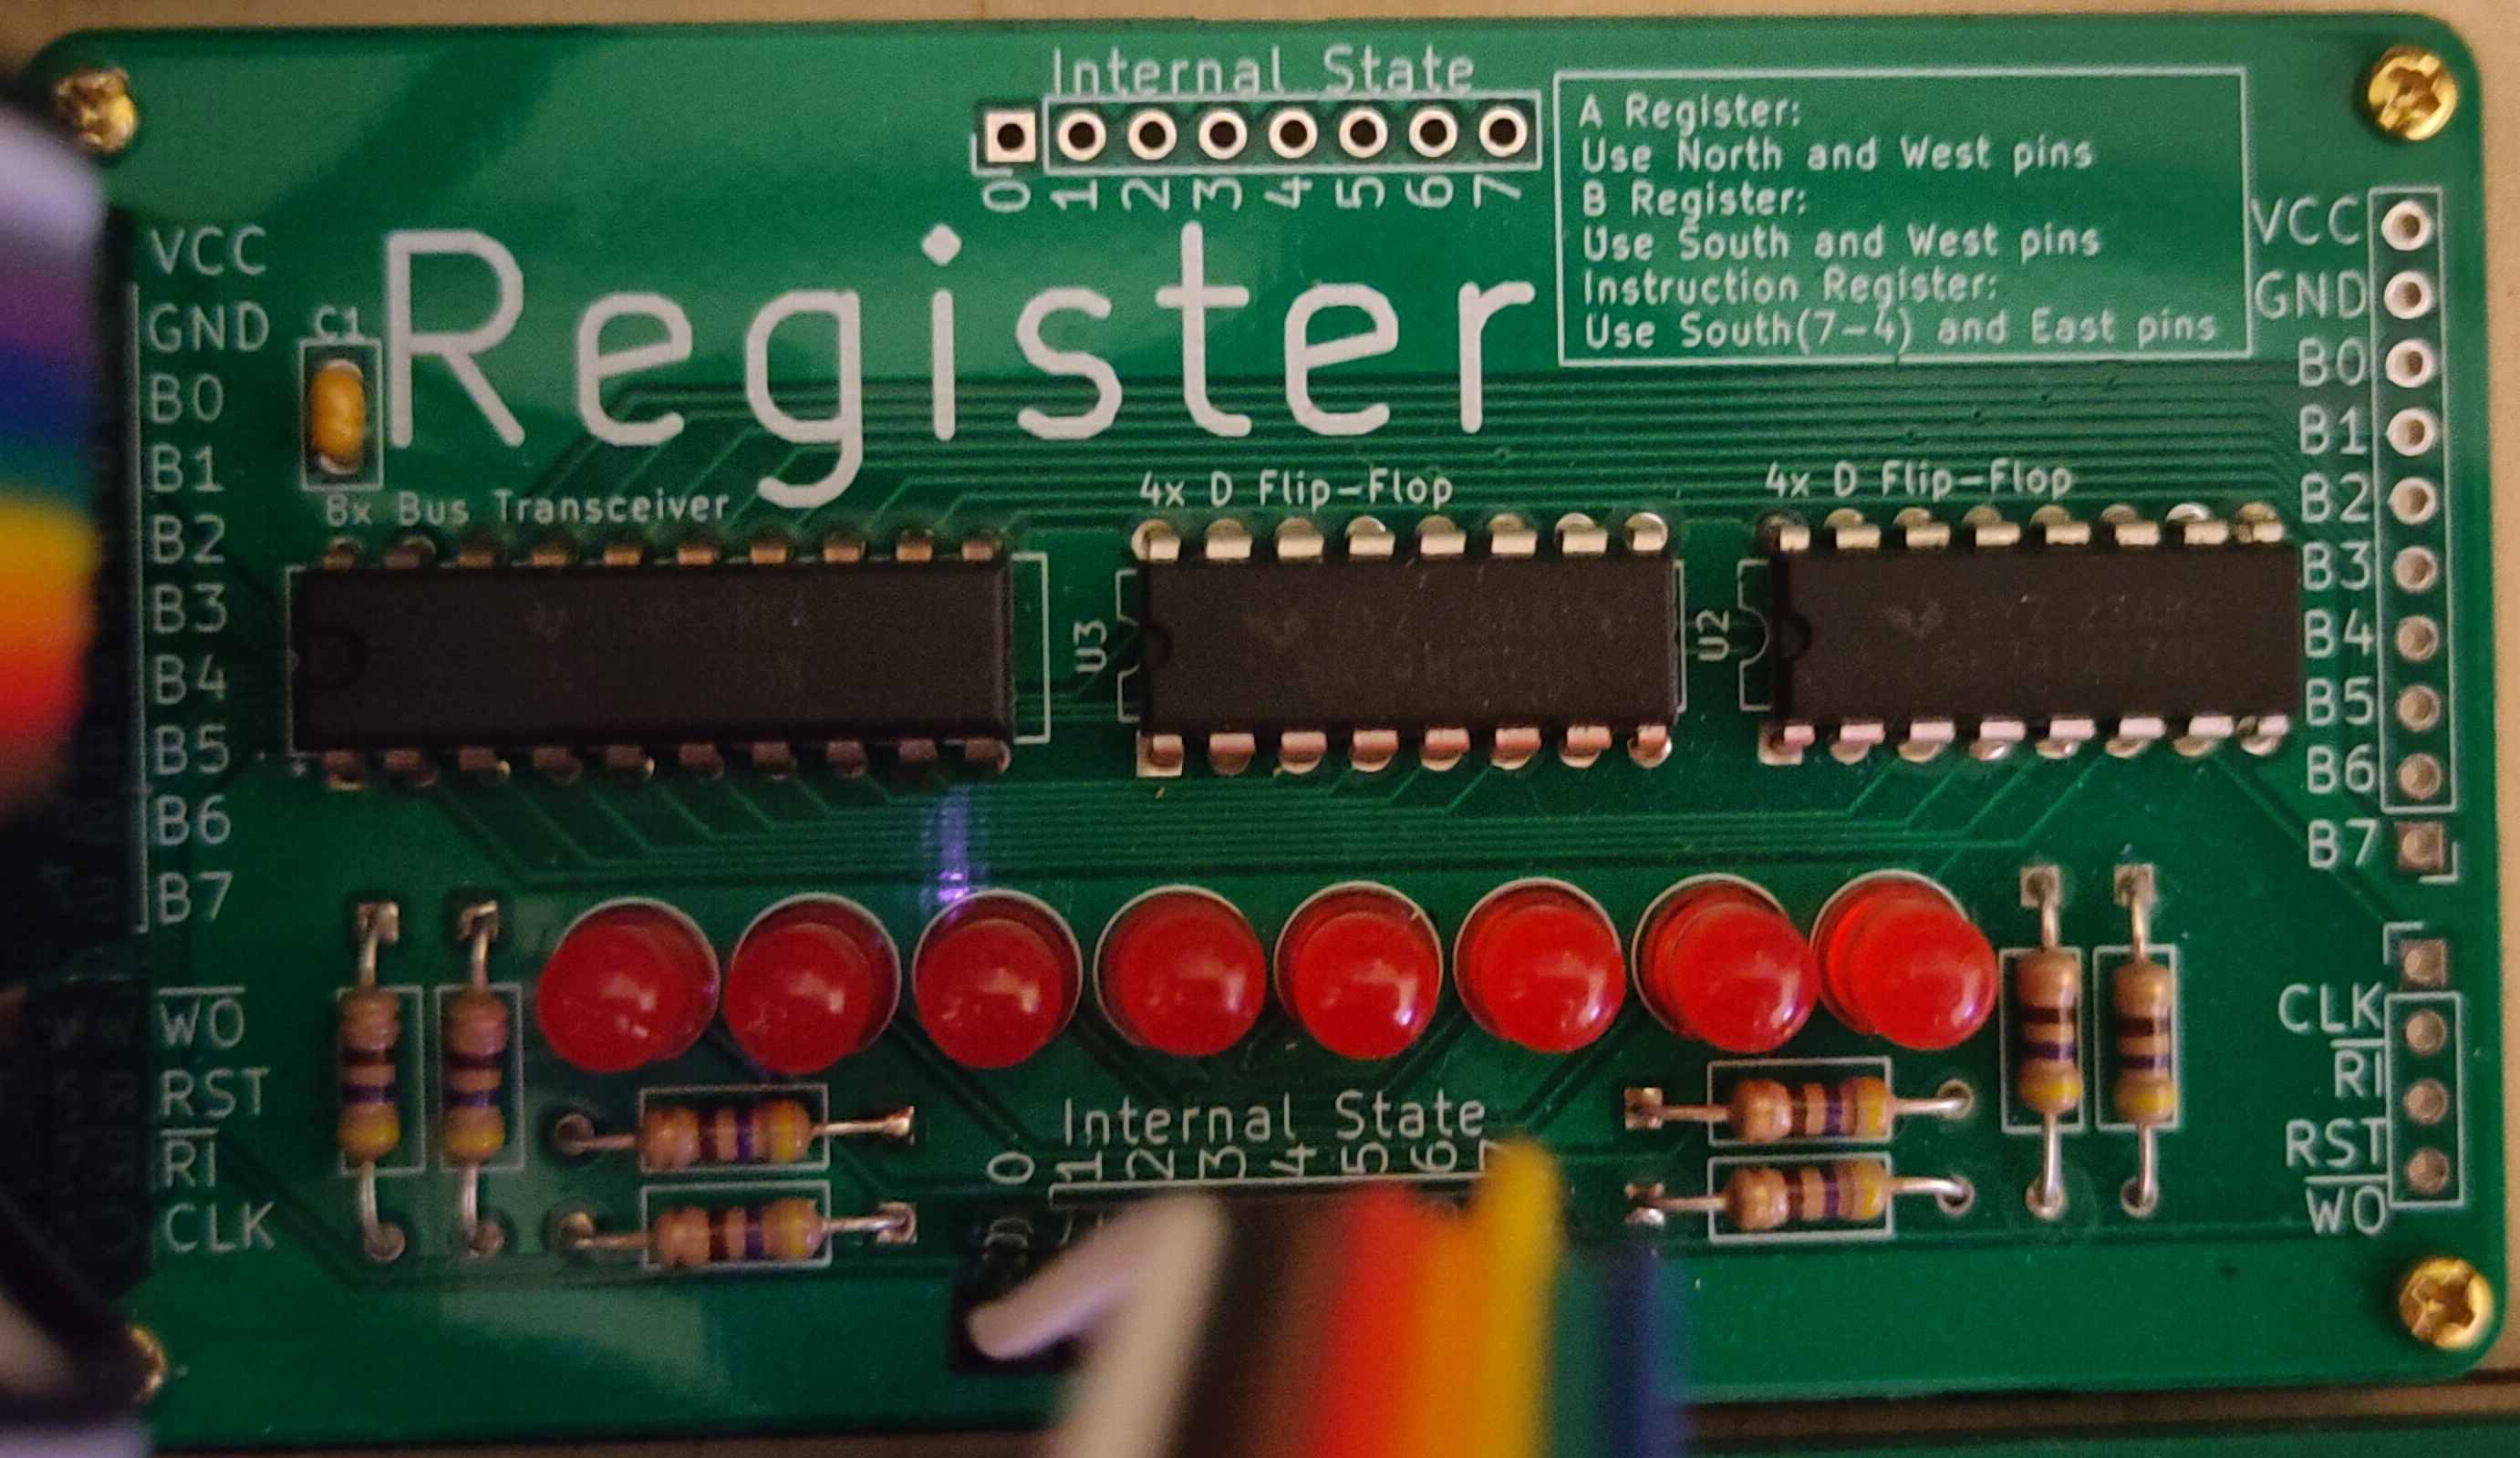 Internal State
0 1 2 3 4 5 6 7
A Register:
Use North and West pins
B Register:
Use South and West pins
Instruction Register:
Use South(7-4) and East pins
Register
C1
8x Bus Transceiver
4x D Flip-Flop
4x D Flip-Flop
U3
U2
VCC
GND
B0
B1
B2
B3
B4
B5
B6
B7
WO
RST
RI
CLK
VCC
GND
B0
B1
B2
B3
B4
B5
B6
B7
CLK
RI
RST
WO
Internal State
0 1 2 3 4 5 6 7